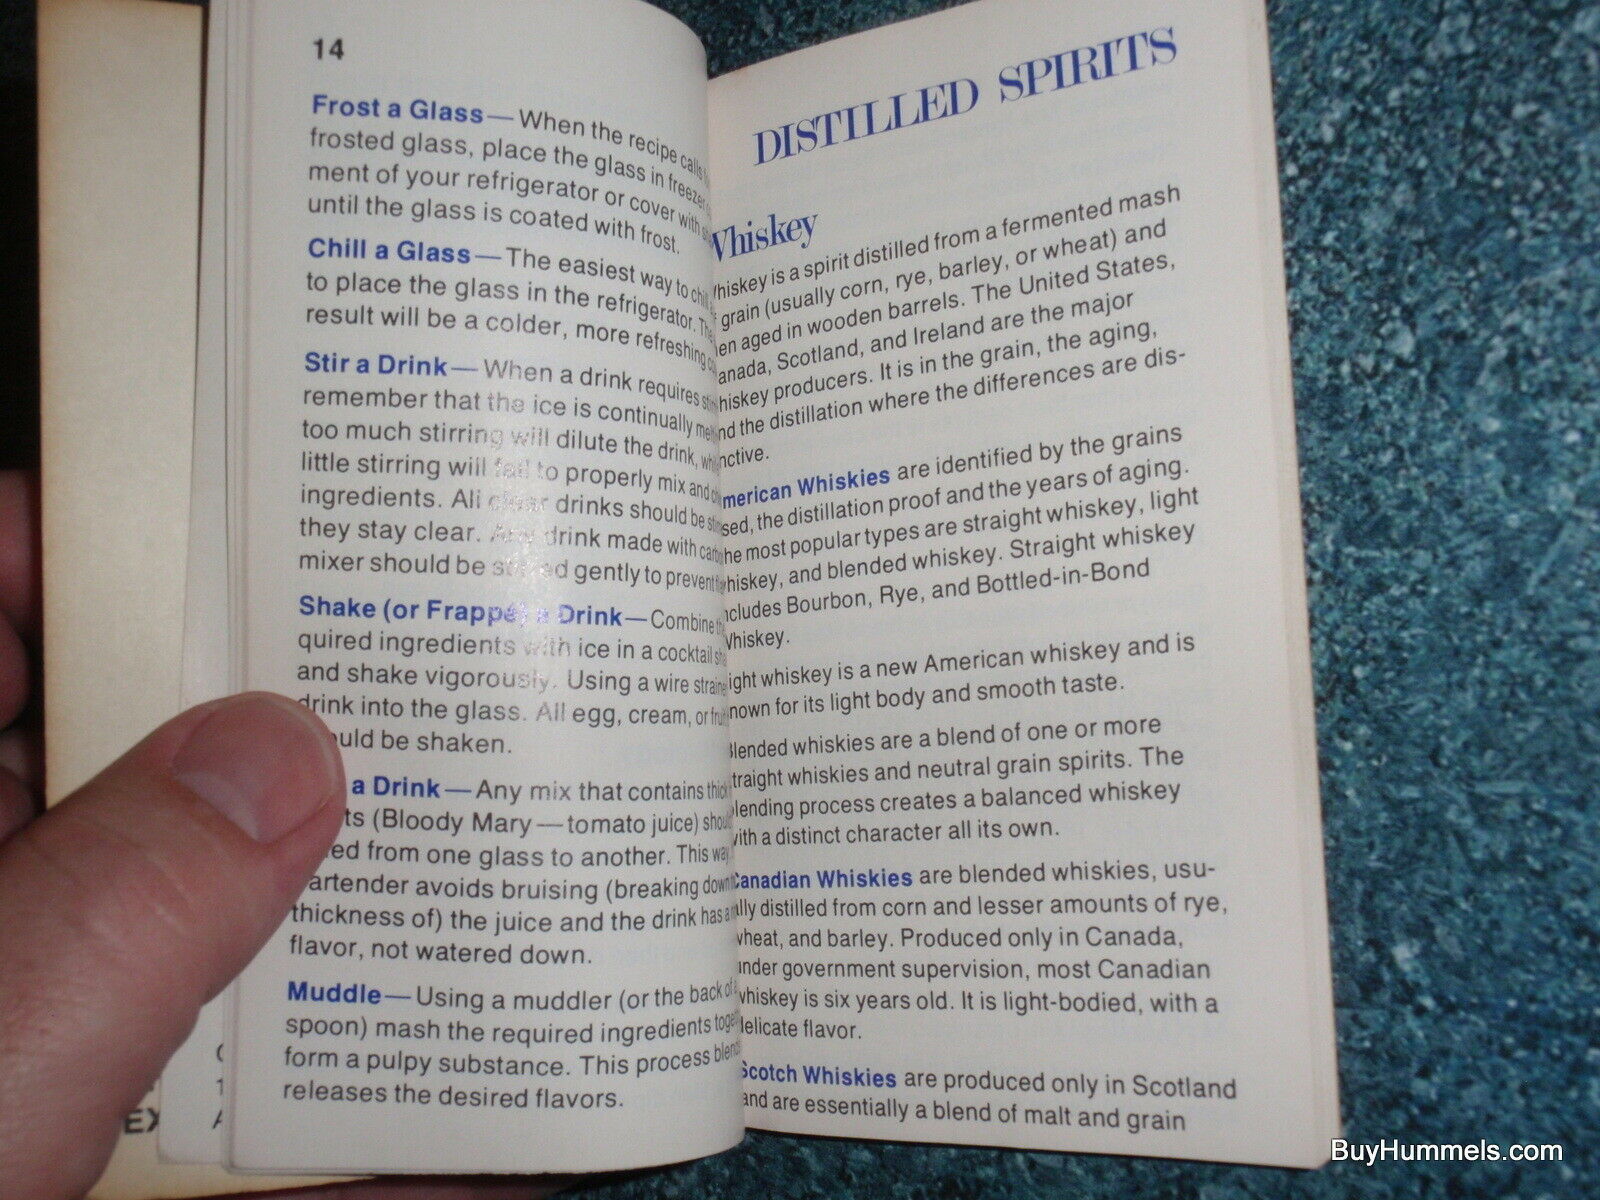 14
Frost a Glass—When the recipe calls
frosted glass, place the glass in freezer
ment of your refrigerator or cover with
until the glass is coated with frost.
Chill a Glass—The easiest way to chill
to place the glass in the refrigerator. The
result will be a colder, more refreshing
Stir a Drink—When a drink requires
remember that the ice is continually
too much stirring will dilute the drink,
little stirring will fail to properly mix and
ingredients. All clear drinks should be
they stay clear. Any drink made with
mixer should be stirred gently to prevent
Shake (or Frappé) a Drink—Combine the
quired ingredients with ice in a cocktail
and shake vigorously. Using a wire
drink into the glass. All egg, cream, or
should be shaken.
a Drink—Any mix that contains
(Bloody Mary—tomato juice)
from one glass to another. This way
artender avoids bruising (breaking down
thickness of) the juice and the drink has a
flavor, not watered down.
Muddle—Using a muddler (or the back of a
spoon) mash the required ingredients
form a pulpy substance. This process
releases the desired flavors.
DISTILLED SPIRITS
Whiskey
Whiskey is a spirit distilled from a fermented mash
grain (usually corn, rye, barley, or wheat) and
en aged in wooden barrels. The United States,
anada, Scotland, and Ireland are the major
hiskey producers. It is in the grain, the aging,
nd the distillation where the differences are dis-
nctive.
merican Whiskies are identified by the grains
sed, the distillation proof and the years of aging.
he most popular types are straight whiskey, light
hiskey, and blended whiskey. Straight whiskey
ncludes Bourbon, Rye, and Bottled-in-Bond
Whiskey.
ight whiskey is a new American whiskey and is
nown for its light body and smooth taste.
Blended whiskies are a blend of one or more
traight whiskies and neutral grain spirits. The
blending process creates a balanced whiskey
with a distinct character all its own.
Canadian Whiskies are blended whiskies, usu-
ally distilled from corn and lesser amounts of rye,
wheat, and barley. Produced only in Canada,
under government supervision, most Canadian
whiskey is six years old. It is light-bodied, with a
delicate flavor.
Scotch Whiskies are produced only in Scotland
and are essentially a blend of malt and grain
BuyHummels.com